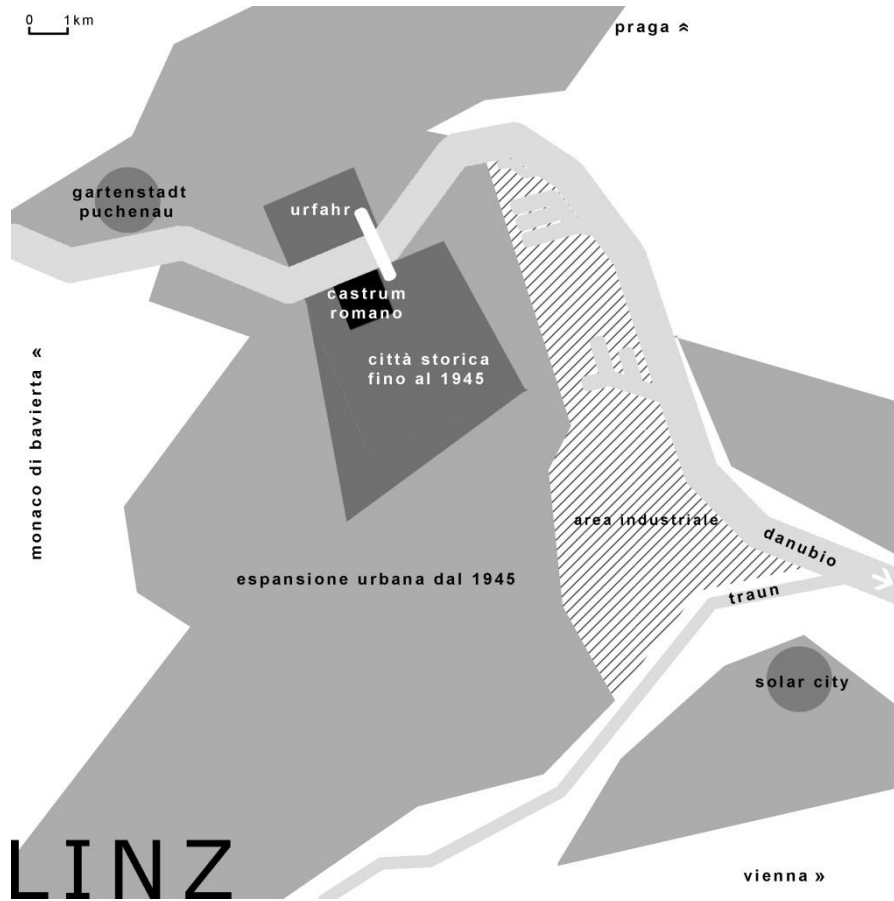 0 1km
praga »
gartenstadt
puchenau
urfahr
castrum
romano
città storica
fino al 1945
monaco di bavierta »
area industriale
danubio
espansione urbana dal 1945
traun
solar city
LINZ
vienna »